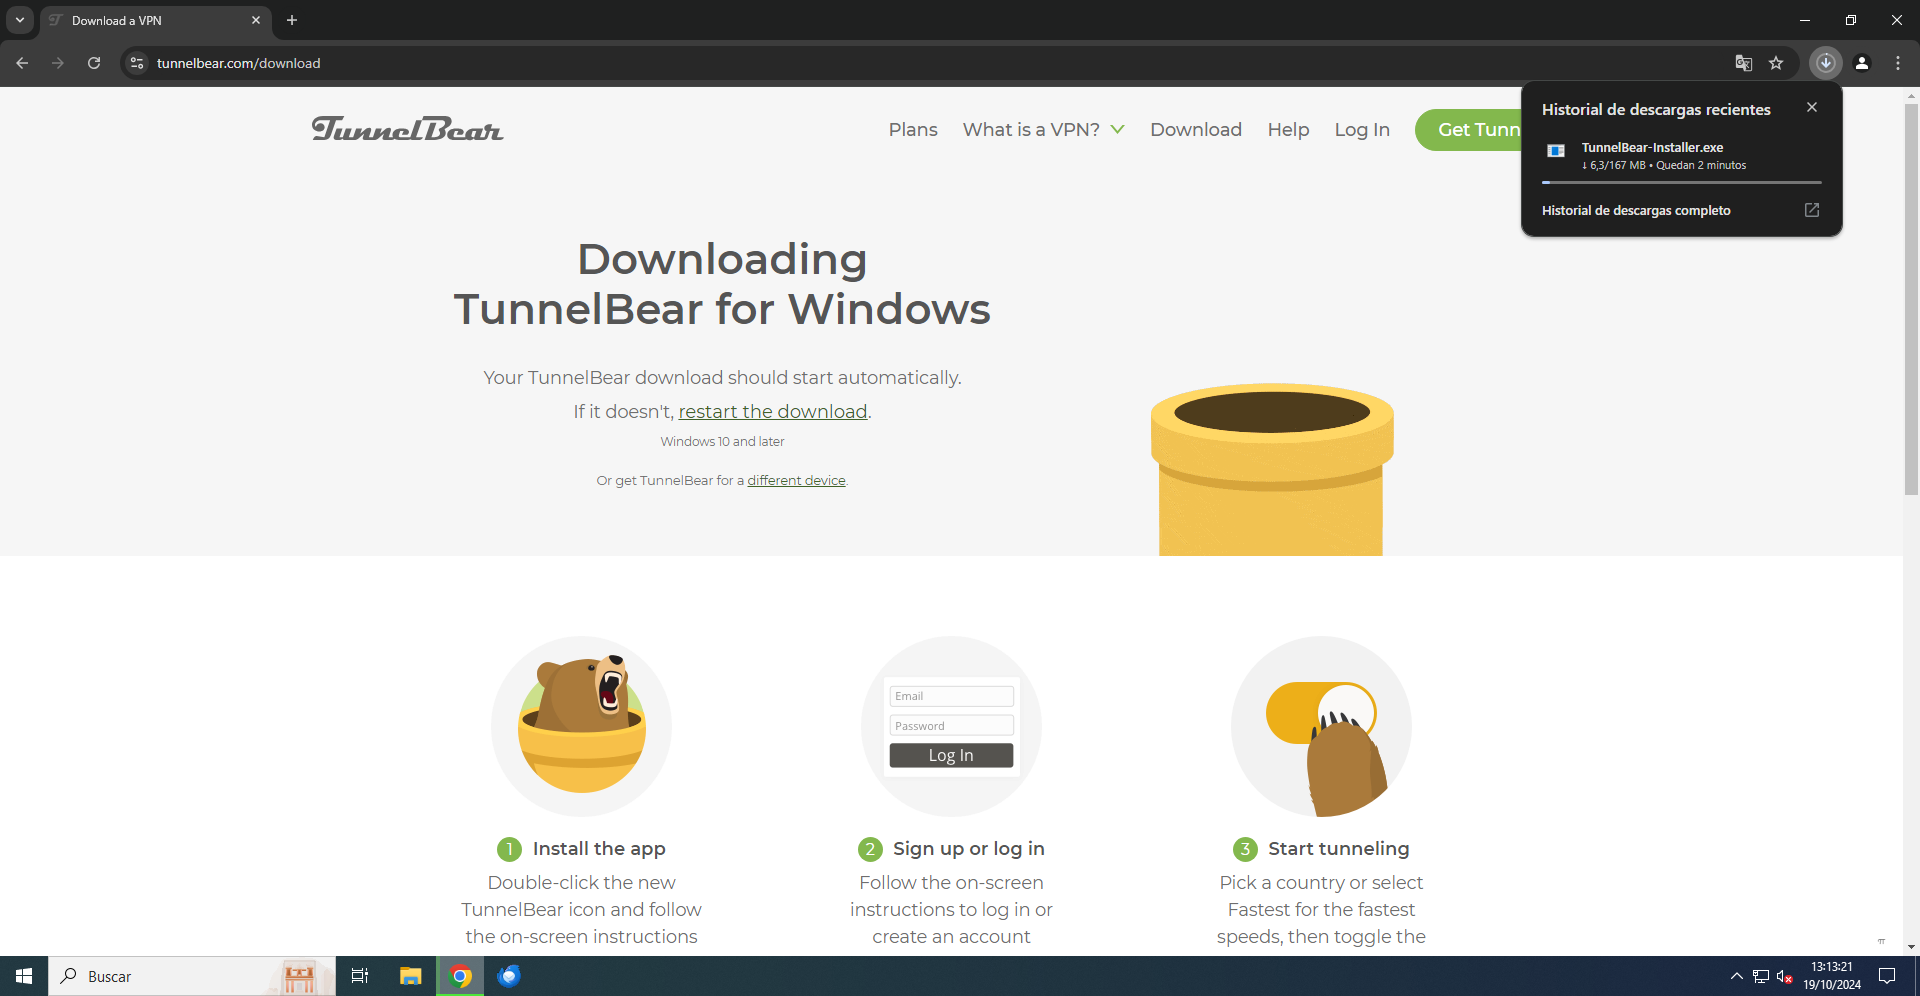 Download a VPN
tunnelbear.com/download
Historial de descargas recientes
TunnelBear-Installer.exe
↓ 6,3/167 MB • Quedan 2 minutos
Historial de descargas completo
TunnelBear
Plans
What is a VPN?
Download
Help
Log In
Get Tunn
Downloading
TunnelBear for Windows
Your TunnelBear download should start automatically.
If it doesn't, restart the download.
Windows 10 and later
Or get TunnelBear for a different device.
Email
Password
Log In
1 Install the app
Double-click the new
TunnelBear icon and follow
the on-screen instructions
2 Sign up or log in
Follow the on-screen
instructions to log in or
create an account
3 Start tunneling
Pick a country or select
Fastest for the fastest
speeds, then toggle the
π
Buscar
13:13:21
19/10/2024